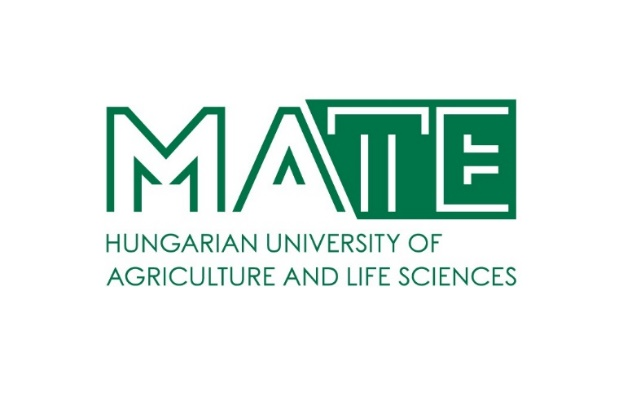 MATE
HUNGARIAN UNIVERSITY OF
AGRICULTURE AND LIFE SCIENCES